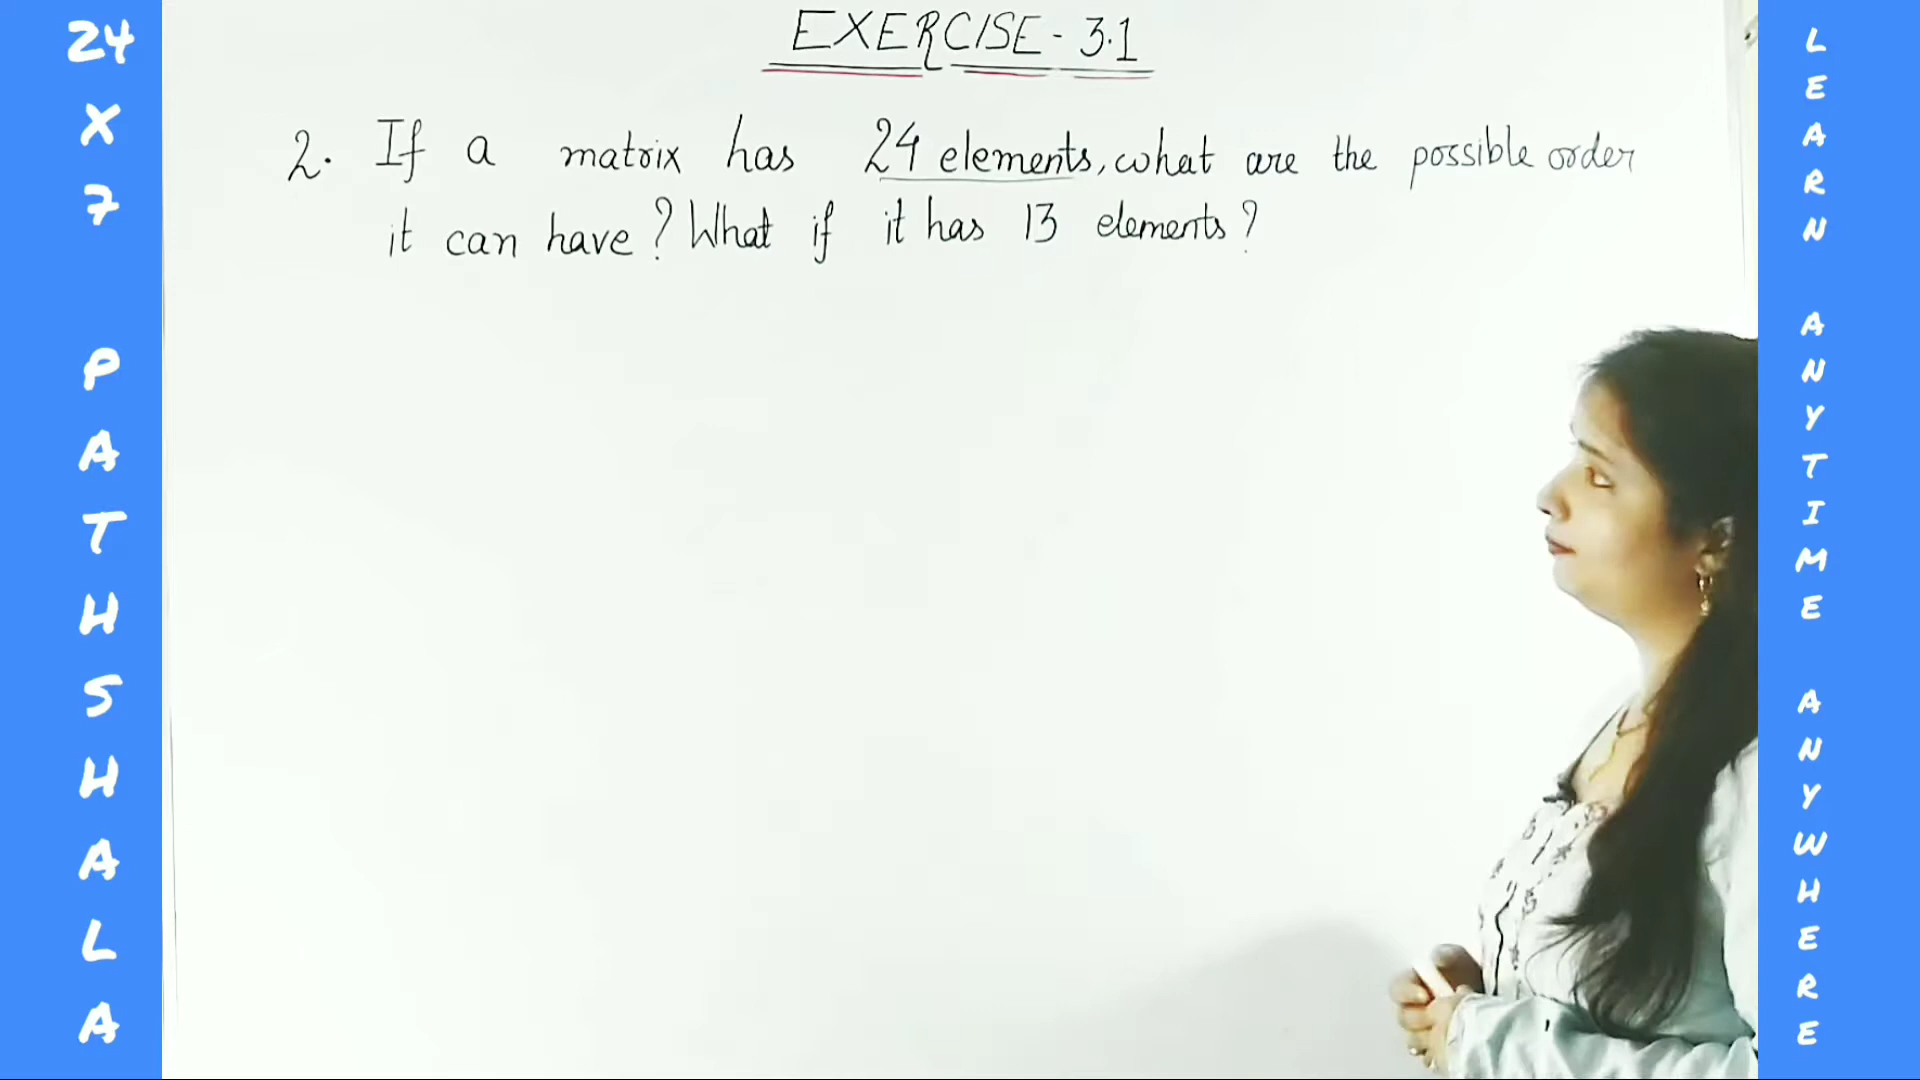 24 X 7 PATHSHALA
EXERCISE - 3.1
2. If a matrix has 24 elements, what are the possible order
it can have? What if it has 13 elements?
LEARN ANYTIME ANYWHERE